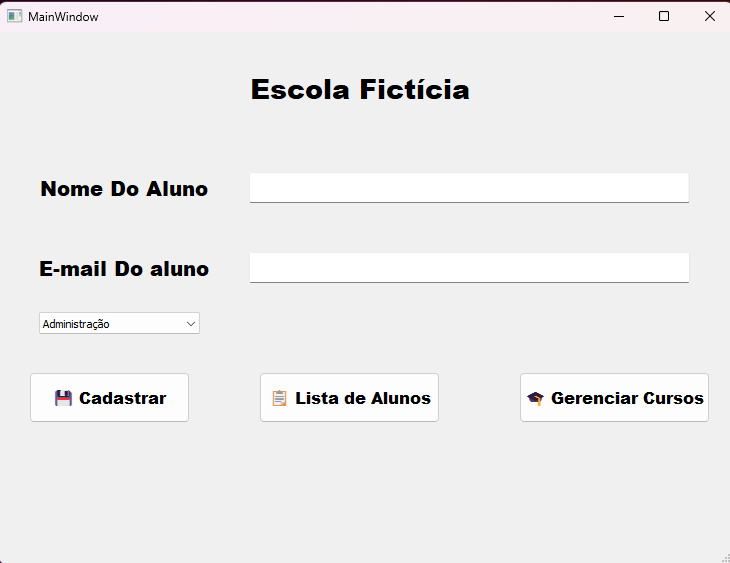 MainWindow
Escola Fictícia
Nome Do Aluno
E-mail Do aluno
Administração
Cadastrar
Lista de Alunos
Gerenciar Cursos